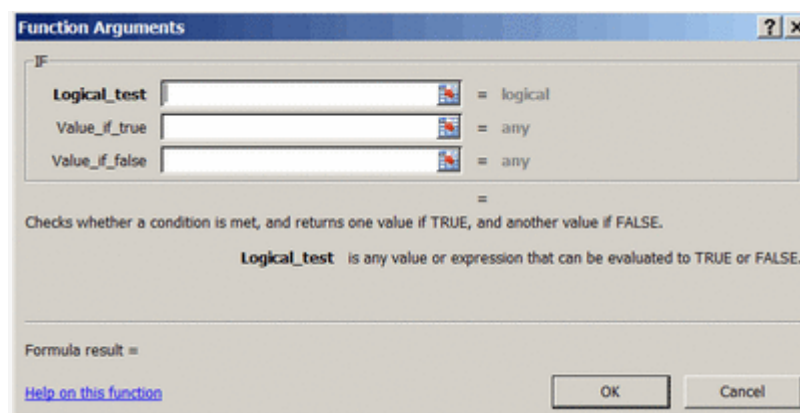 Function Arguments
IF
Logical_test = logical
Value_if_true = any
Value_if_false = any
=
Checks whether a condition is met, and returns one value if TRUE, and another value if FALSE.
Logical_test is any value or expression that can be evaluated to TRUE or FALSE.
Formula result =
Help on this function
OK Cancel